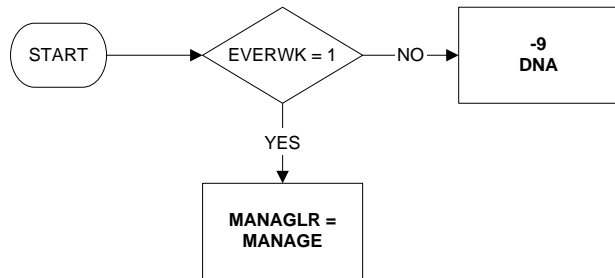 START
EVERWK = 1
NO
-9
DNA
YES
MANAGLR =
MANAGE